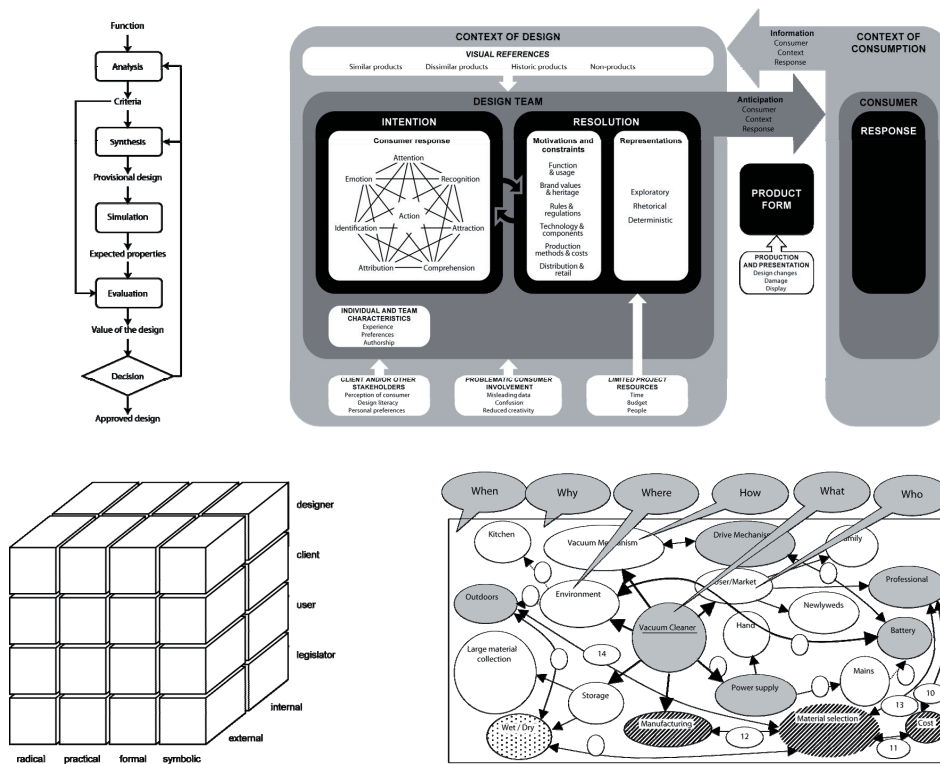 Function
Analysis
Criteria
Synthesis
Provisional design
Simulation
Expected properties
Evaluation
Value of the design
Decision
Approved design
CONTEXT OF DESIGN
VISUAL REFERENCES
Similar products Dissimilar products Historic products Non-products
DESIGN TEAM
INTENTION
Consumer response
Attention
Emotion Recognition
Action
Identification Attraction
Attribution Comprehension
RESOLUTION
Motivations and
constraints
Function
& usage
Brand values
& heritage
Rules &
regulations
Technology &
components
Production
methods & costs
Distribution &
retail
Representations
Exploratory
Rhetorical
Deterministic
INDIVIDUAL AND TEAM
CHARACTERISTICS
Experience
Preferences
Authorship
CLIENT AND/OR OTHER
STAKEHOLDERS
Perception of consumer
Design literacy
Personal preferences
PROBLEMATIC CONSUMER
INVOLVEMENT
Misleading data
Confusion
Reduced creativity
LIMITED PROJECT
RESOURCES
Time
Budget
People
Information
Consumer
Context
Response
Anticipation
Consumer
Context
Response
PRODUCT
FORM
PRODUCTION
AND PRESENTATION
Design changes
Damage
Display
CONTEXT OF
CONSUMPTION
CONSUMER
RESPONSE
designer
client
user
legislator
internal
external
radical practical formal symbolic
When Why Where How What Who
Kitchen
Vacuum Mechanism
Drive Mechanism
Family
Outdoors
Environment
User/Market
Professional
Newlyweds
Vacuum Cleaner
Hand
Battery
Large material
collection
14
Storage
Power supply
Mains
10
13
Wet / Dry
Manufacturing
Material selection
Cost
12
11